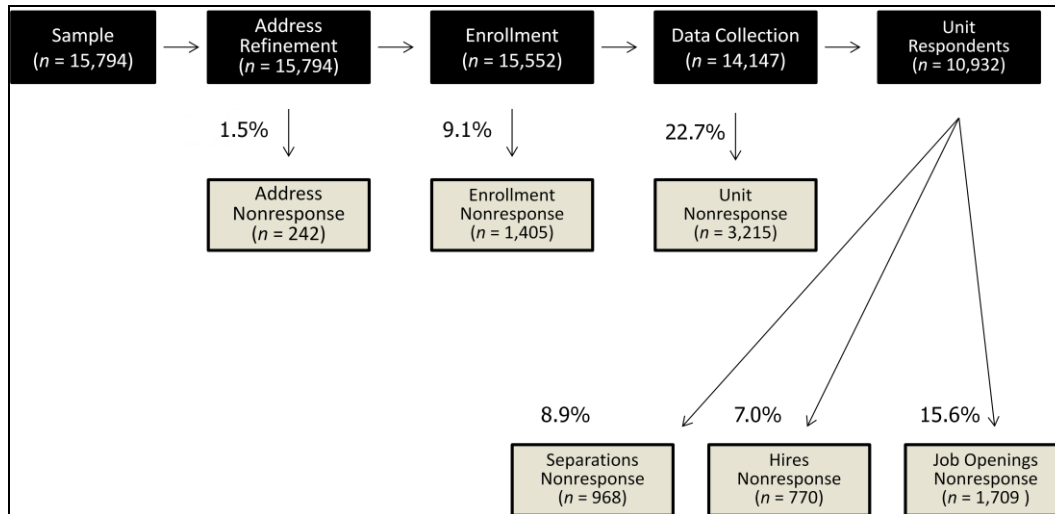 Sample
(n = 15,794)
Address
Refinement
(n = 15,794)
Enrollment
(n = 15,552)
Data Collection
(n = 14,147)
Unit
Respondents
(n = 10,932)
1.5%
9.1%
22.7%
Address
Nonresponse
(n = 242)
Enrollment
Nonresponse
(n = 1,405)
Unit
Nonresponse
(n = 3,215)
8.9%
7.0%
15.6%
Separations
Nonresponse
(n = 968)
Hires
Nonresponse
(n = 770)
Job Openings
Nonresponse
(n = 1,709 )